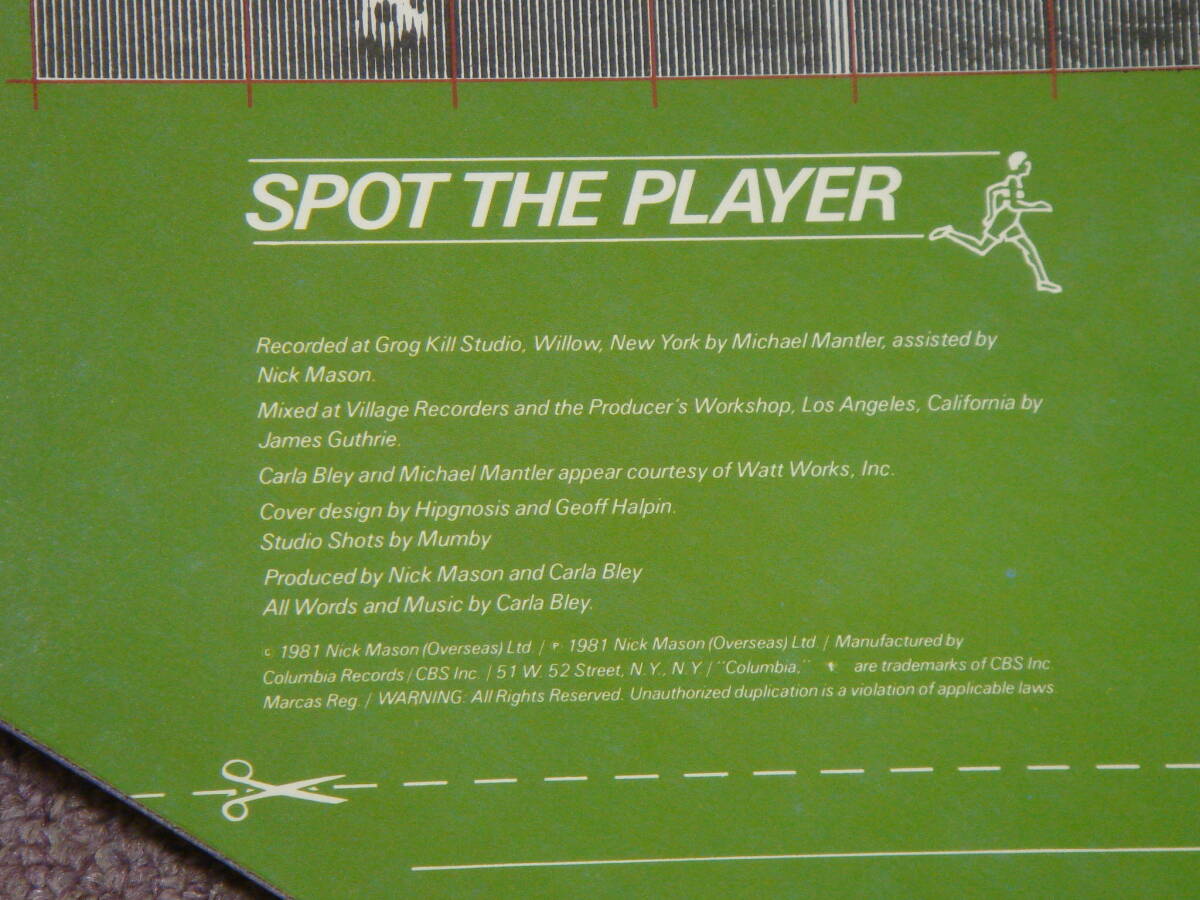 SPOT THE PLAYER
Recorded at Grog Kill Studio, Willow, New York by Michael Mantler, assisted by
Nick Mason.
Mixed at Village Recorders and the Producer's Workshop, Los Angeles, California by
James Guthrie.
Carla Bley and Michael Mantler appear courtesy of Watt Works, Inc.
Cover design by Hipgnosis and Geoff Halpin.
Studio Shots by Mumby
Produced by Nick Mason and Carla Bley
All Words and Music by Carla Bley.
© 1981 Nick Mason (Overseas) Ltd / ℗ 1981 Nick Mason (Overseas) Ltd / Manufactured by
Columbia Records / CBS Inc. / 51 W. 52 Street, N.Y., N.Y / "Columbia," are trademarks of CBS Inc.
Marcas Reg. / WARNING: All Rights Reserved. Unauthorized duplication is a violation of applicable laws